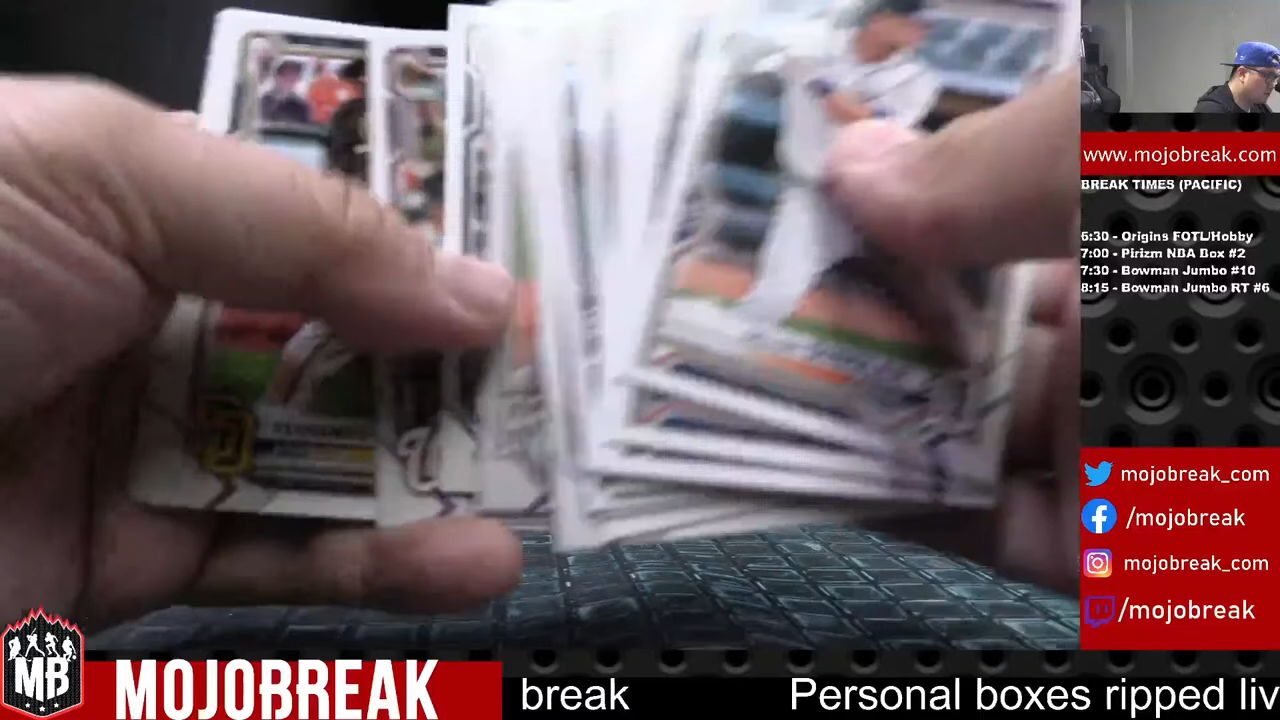 www.mojobreak.com
BREAK TIMES (PACIFIC)
5:30 - Origins FOTL/Hobby
7:00 - Pirizm NBA Box #2
7:30 - Bowman Jumbo #10
8:15 - Bowman Jumbo RT #6
mojobreak_com
/mojobreak
mojobreak_com
/mojobreak
MB
MOJOBREAK
break
Personal boxes ripped liv